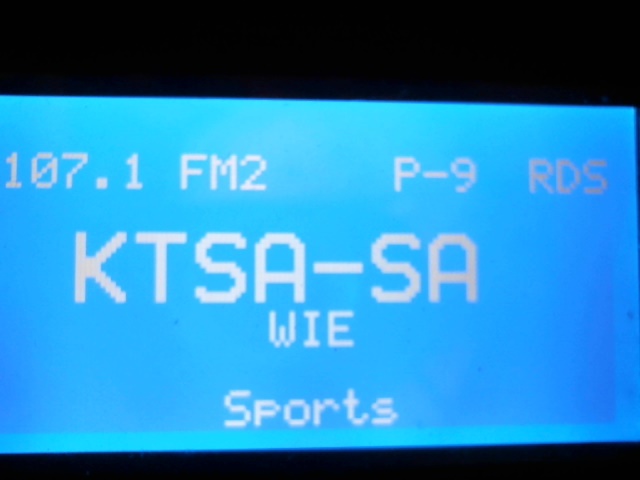 107.1 FM2 P-9 RDS
KTSA-SA
WIE
Sports